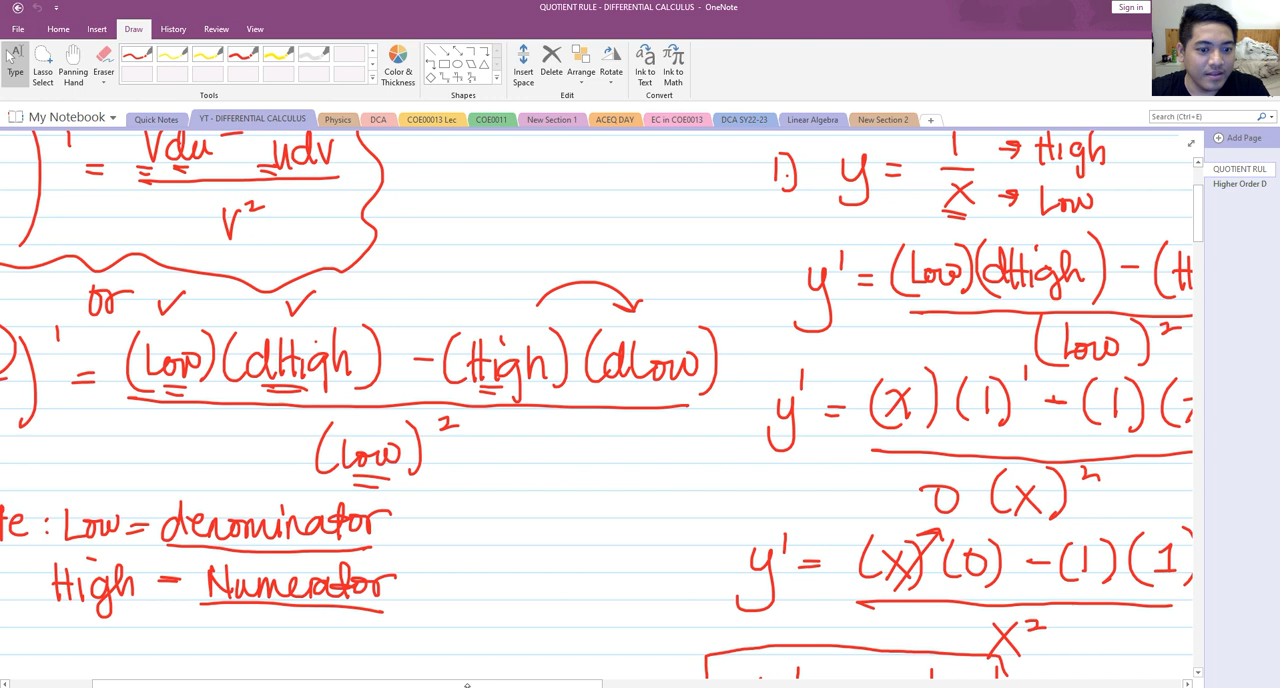 QUOTIENT RULE - DIFFERENTIAL CALCULUS - OneNote
Sign in
File Home Insert Draw History Review View
Type
Lasso Select
Panning Hand
Eraser
Color & Thickness
Insert Space
Delete
Arrange
Rotate
Ink to Text
Ink to Math
Tools
Shapes
Edit
Convert
My Notebook
Quick Notes
YT - DIFFERENTIAL CALCULUS
Physics
DCA
COE00013 Lec
COE0011
New Section 1
ACEQ DAY
EC in COE0013
DCA SY22-23
Linear Algebra
New Section 2
Search (Ctrl+E)
Add Page
QUOTIENT RUL
Higher Order D
)' = Vdu - udv
V²
or
)' = (Low)(dHigh) - (High)(dLow)
(Low)²
te : Low = denominator
High = Numerator
1.) y = 1 → High
x → Low
y' = (Low)(dHigh) - (H
(Low)²
y' = (x)(1)' - (1)(
0 (x)²
y' = (x)(0) - (1)(1)
x²